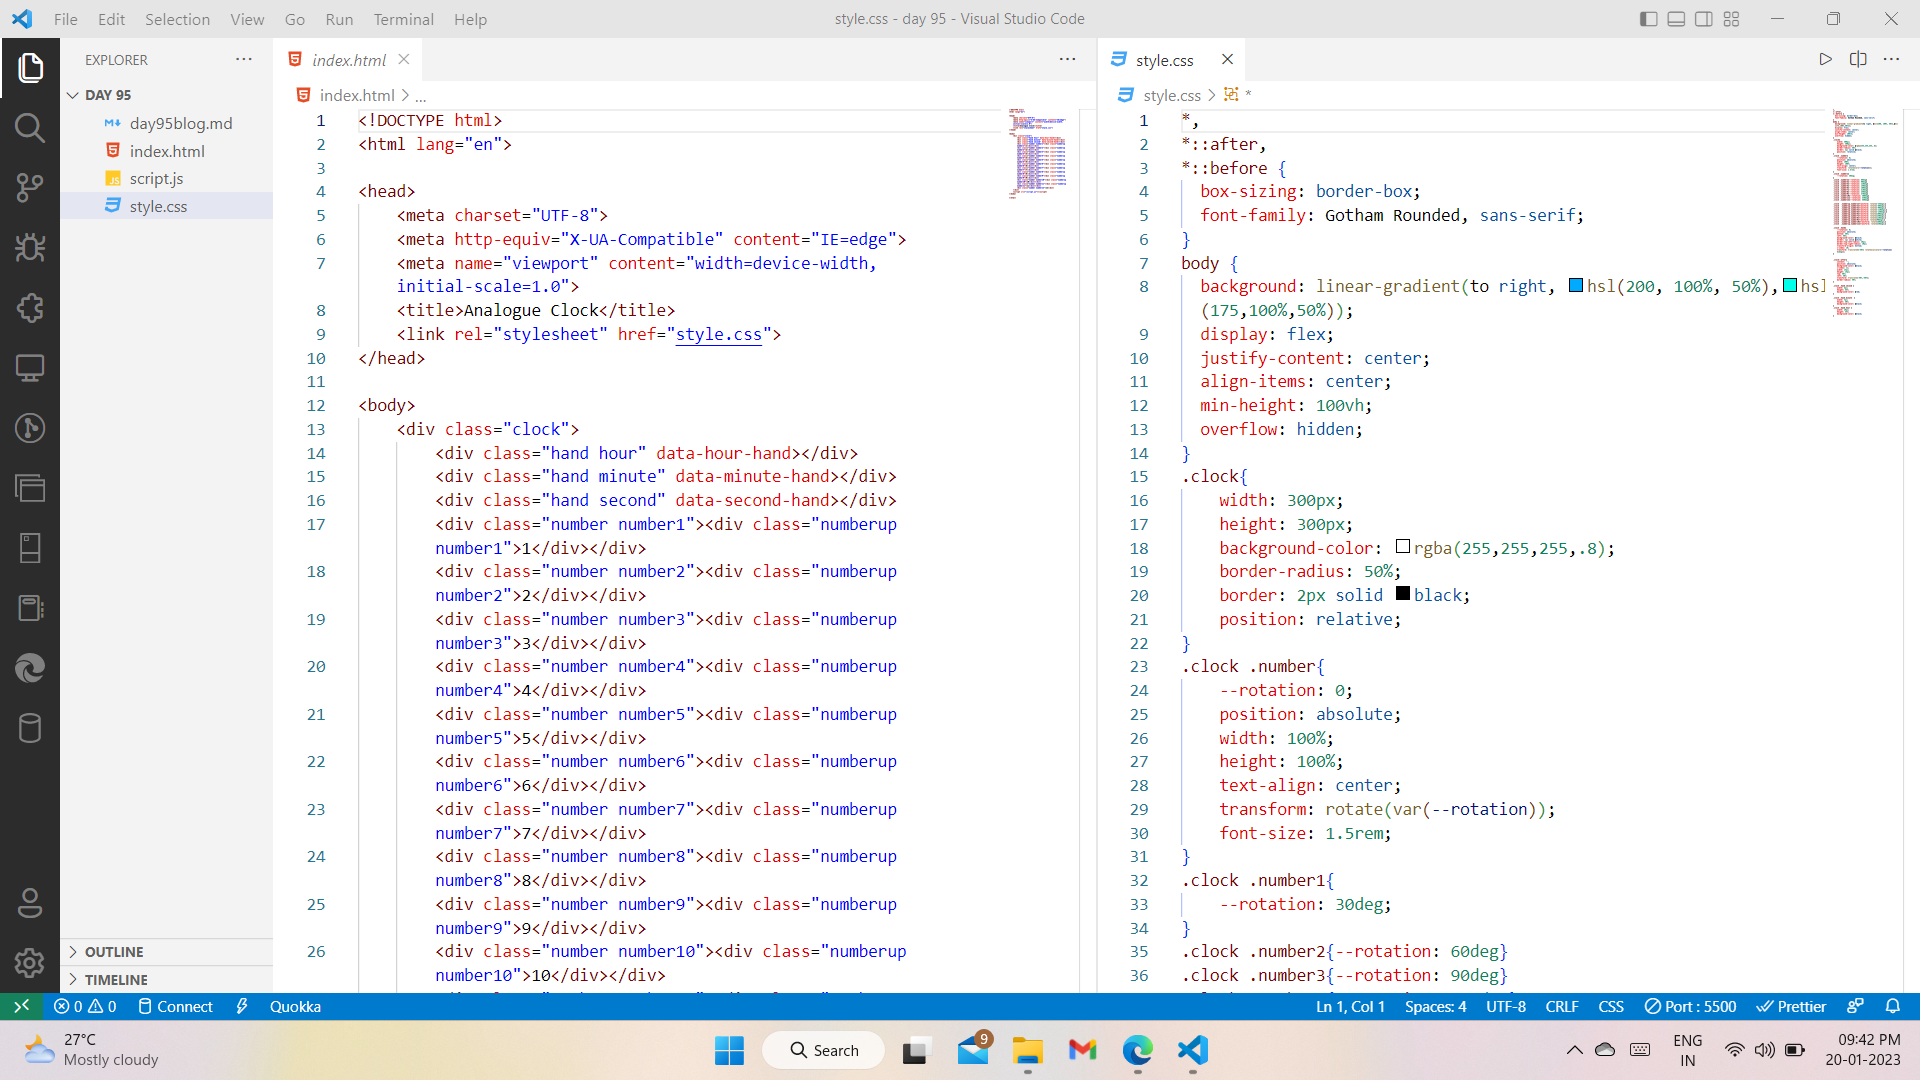 File Edit Selection View Go Run Terminal Help
style.css - day 95 - Visual Studio Code
EXPLORER
DAY 95
day95blog.md
index.html
script.js
style.css
OUTLINE
TIMELINE
index.html
index.html > ...
1 <!DOCTYPE html>
2 <html lang="en">
3
4 <head>
5 <meta charset="UTF-8">
6 <meta http-equiv="X-UA-Compatible" content="IE=edge">
7 <meta name="viewport" content="width=device-width,
initial-scale=1.0">
8 <title>Analogue Clock</title>
9 <link rel="stylesheet" href="style.css">
10 </head>
11
12 <body>
13 <div class="clock">
14 <div class="hand hour" data-hour-hand></div>
15 <div class="hand minute" data-minute-hand></div>
16 <div class="hand second" data-second-hand></div>
17 <div class="number number1"><div class="numberup
number1">1</div></div>
18 <div class="number number2"><div class="numberup
number2">2</div></div>
19 <div class="number number3"><div class="numberup
number3">3</div></div>
20 <div class="number number4"><div class="numberup
number4">4</div></div>
21 <div class="number number5"><div class="numberup
number5">5</div></div>
22 <div class="number number6"><div class="numberup
number6">6</div></div>
23 <div class="number number7"><div class="numberup
number7">7</div></div>
24 <div class="number number8"><div class="numberup
number8">8</div></div>
25 <div class="number number9"><div class="numberup
number9">9</div></div>
26 <div class="number number10"><div class="numberup
number10">10</div></div>
style.css
style.css > *
1 *,
2 *::after,
3 *::before {
4 box-sizing: border-box;
5 font-family: Gotham Rounded, sans-serif;
6 }
7 body {
8 background: linear-gradient(to right, hsl(200, 100%, 50%),hsl
(175,100%,50%));
9 display: flex;
10 justify-content: center;
11 align-items: center;
12 min-height: 100vh;
13 overflow: hidden;
14 }
15 .clock{
16 width: 300px;
17 height: 300px;
18 background-color: rgba(255,255,255,.8);
19 border-radius: 50%;
20 border: 2px solid black;
21 position: relative;
22 }
23 .clock .number{
24 --rotation: 0;
25 position: absolute;
26 width: 100%;
27 height: 100%;
28 text-align: center;
29 transform: rotate(var(--rotation));
30 font-size: 1.5rem;
31 }
32 .clock .number1{
33 --rotation: 30deg;
34 }
35 .clock .number2{--rotation: 60deg}
36 .clock .number3{--rotation: 90deg}
0 0 Connect Quokka
Ln 1, Col 1 Spaces: 4 UTF-8 CRLF CSS Port : 5500 Prettier
27°C
Mostly cloudy
Search
9
ENG
IN
09:42 PM
20-01-2023